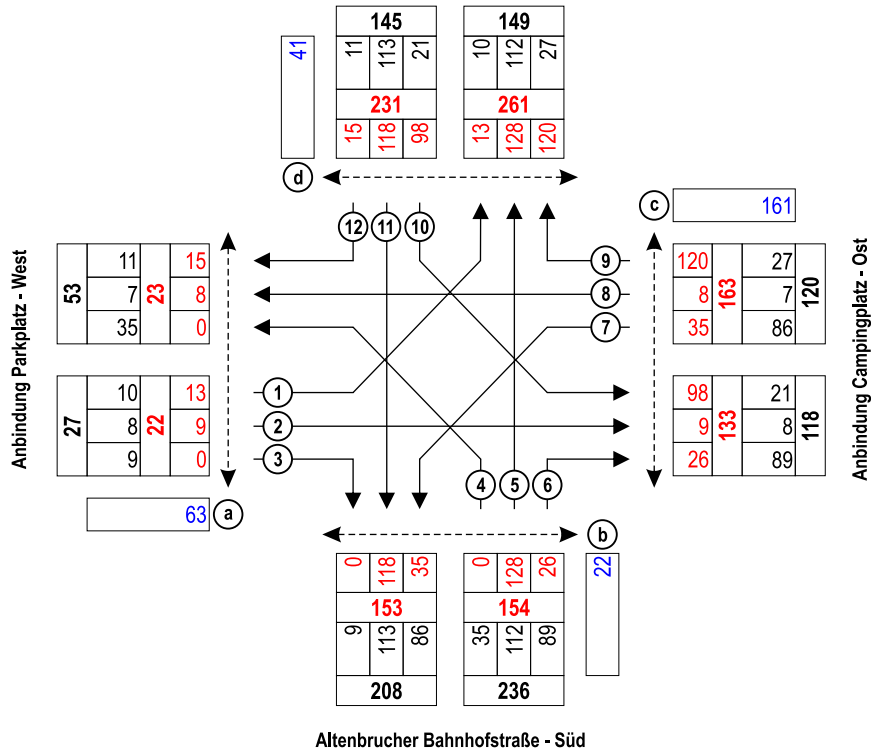 145 149
41 11 113 21 10 112 27
231 261
15 118 98 13 128 120
d
c 161
12 11 10
Anbindung Parkplatz - West
Anbindung Campingplatz - Ost
53 11 7 35 23 15 8 0
9 8 7
120 8 35 163 27 7 86 120
27 10 8 9 22 13 9 0
1 2 3
98 9 26 133 21 8 89 118
4 5 6
63 a
b 22
0 118 35 0 128 26
153 154
9 113 86 35 112 89
208 236
Altenbrucher Bahnhofstraße - Süd